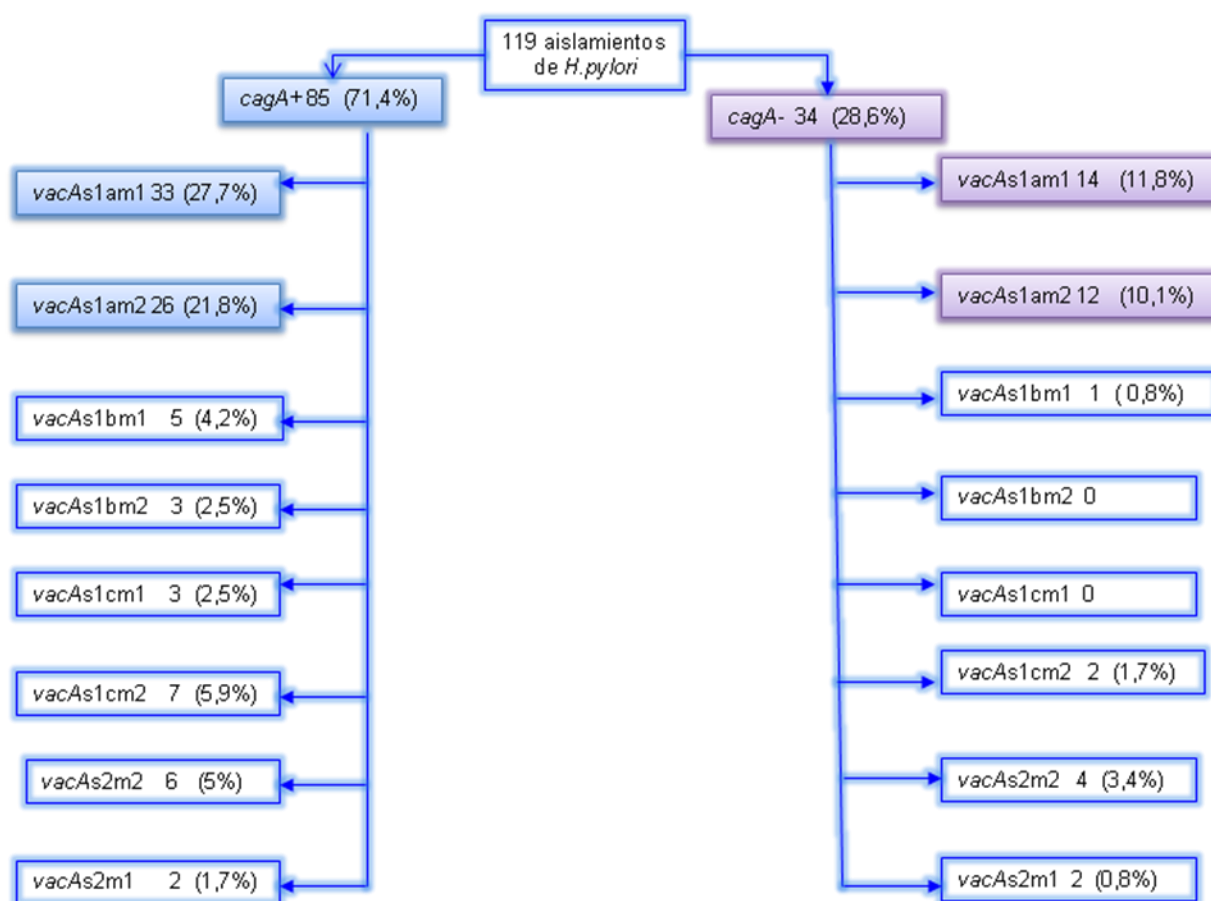 119 aislamientos
de H.pylori
cagA+85 (71,4%)
cagA- 34 (28,6%)
vacAs1am1 33 (27,7%)
vacAs1am2 26 (21,8%)
vacAs1bm1 5 (4,2%)
vacAs1bm2 3 (2,5%)
vacAs1cm1 3 (2,5%)
vacAs1cm2 7 (5,9%)
vacAs2m2 6 (5%)
vacAs2m1 2 (1,7%)
vacAs1am1 14 (11,8%)
vacAs1am2 12 (10,1%)
vacAs1bm1 1 ( 0,8%)
vacAs1bm2 0
vacAs1cm1 0
vacAs1cm2 2 (1,7%)
vacAs2m2 4 (3,4%)
vacAs2m1 2 (0,8%)